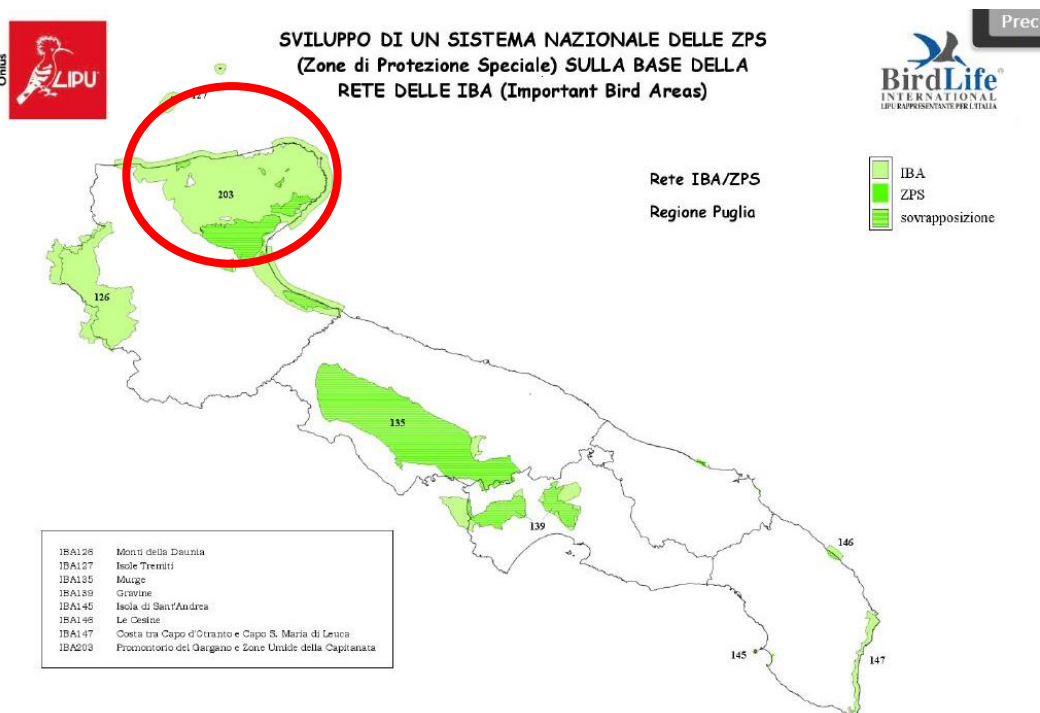 Onlus
LIPU
SVILUPPO DI UN SISTEMA NAZIONALE DELLE ZPS
(Zone di Protezione Speciale) SULLA BASE DELLA
RETE DELLE IBA (Important Bird Areas)
Prec
BirdLife
INTERNATIONAL
LIPU RAPPRESENTANTE PER L'ITALIA
Rete IBA/ZPS
Regione Puglia
IBA
ZPS
sovrapposizione
127
203
126
135
139
146
145
147
IBA126 Monti della Daunia
IBA127 Isole Tremiti
IBA135 Murge
IBA139 Gravine
IBA145 Isola di Sant'Andrea
IBA146 Le Cesine
IBA147 Costa tra Capo d'Otranto e Capo S. Maria di Leuca
IBA203 Promontorio del Gargano e Zone Umide della Capitanata